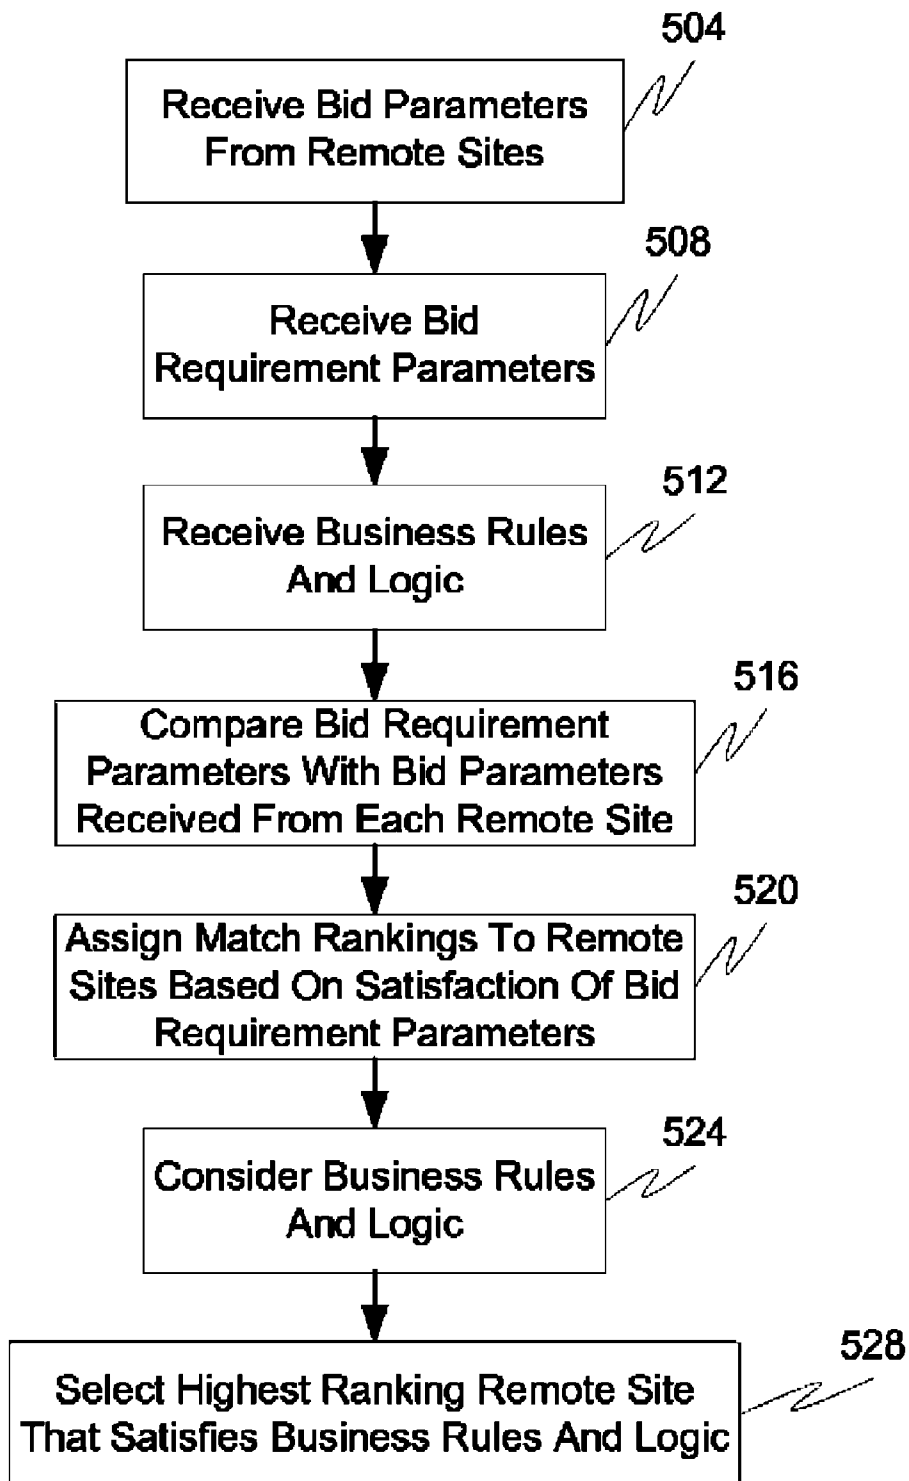 504
Receive Bid Parameters
From Remote Sites
508
Receive Bid
Requirement Parameters
512
Receive Business Rules
And Logic
516
Compare Bid Requirement
Parameters With Bid Parameters
Received From Each Remote Site
520
Assign Match Rankings To Remote
Sites Based On Satisfaction Of Bid
Requirement Parameters
524
Consider Business Rules
And Logic
528
Select Highest Ranking Remote Site
That Satisfies Business Rules And Logic